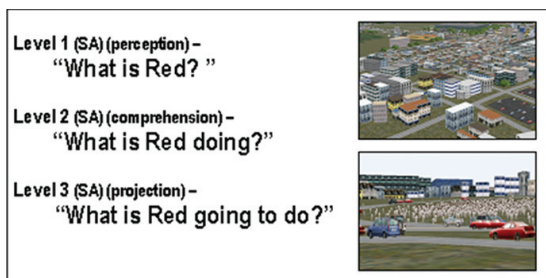 Level 1 (SA) (perception) –
“What is Red? ”
Level 2 (SA) (comprehension) –
“What is Red doing?”
Level 3 (SA) (projection) –
“What is Red going to do?”